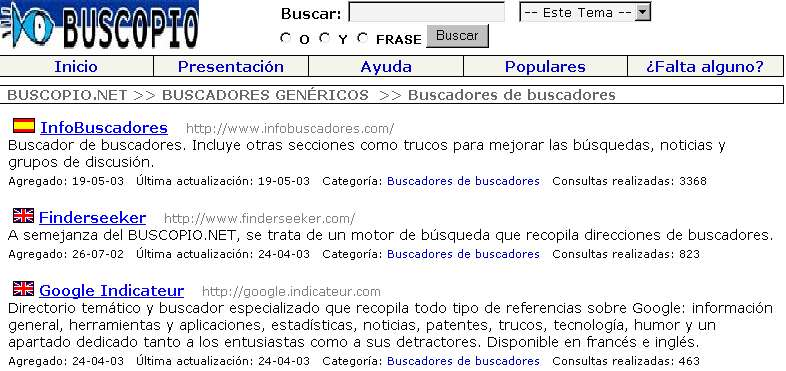 BUSCOPIO
Buscar:
-- Este Tema --
O Y FRASE Buscar
Inicio Presentación Ayuda Populares ¿Falta alguno?
BUSCOPIO.NET >> BUSCADORES GENÉRICOS >> Buscadores de buscadores
InfoBuscadores http://www.infobuscadores.com/
Buscador de buscadores. Incluye otras secciones como trucos para mejorar las búsquedas, noticias y
grupos de discusión.
Agregado: 19-05-03 Última actualización: 19-05-03 Categoría: Buscadores de buscadores Consultas realizadas: 3368
Finderseeker http://www.finderseeker.com/
A semejanza del BUSCOPIO.NET, se trata de un motor de búsqueda que recopila direcciones de buscadores.
Agregado: 26-07-02 Última actualización: 24-04-03 Categoría: Buscadores de buscadores Consultas realizadas: 823
Google Indicateur http://google.indicateur.com
Directorio temático y buscador especializado que recopila todo tipo de referencias sobre Google: información
general, herramientas y aplicaciones, estadísticas, noticias, patentes, trucos, tecnología, humor y un
apartado dedicado tanto a los entusiastas como a sus detractores. Disponible en francés e inglés.
Agregado: 24-04-03 Última actualización: 24-04-03 Categoría: Buscadores de buscadores Consultas realizadas: 463